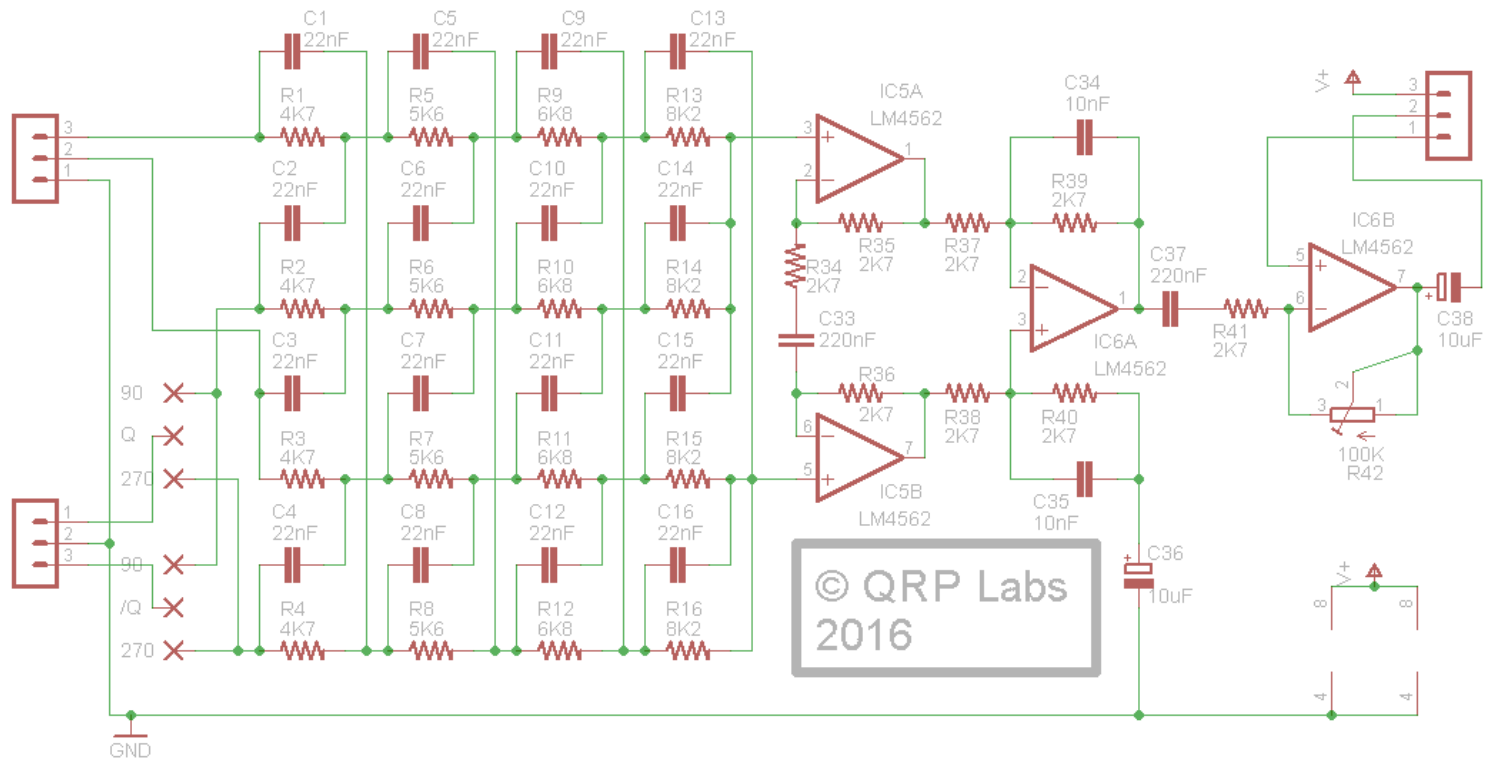 C1 C5 C9 C13
22nF 22nF 22nF 22nF
R1 R5 R9 R13
4K7 5K6 6K8 8K2
C2 C6 C10 C14
22nF 22nF 22nF 22nF
R2 R6 R10 R14
4K7 5K6 6K8 8K2
C3 C7 C11 C15
22nF 22nF 22nF 22nF
R3 R7 R11 R15
4K7 5K6 6K8 8K2
C4 C8 C12 C16
22nF 22nF 22nF 22nF
R4 R8 R12 R16
4K7 5K6 6K8 8K2
3
2
1
90
Q
270
1
2
3
90
/Q
270
GND
IC5A
LM4562
3
+
1
2
-
R35
2K7
R37
2K7
R34
2K7
C33
220nF
R36
2K7
R38
2K7
6
-
7
5
+
IC5B
LM4562
C34
10nF
R39
2K7
2
-
1
3
+
IC6A
LM4562
R40
2K7
C35
10nF
+
C36
10uF
C37
220nF
R41
2K7
V+
3
2
1
IC6B
LM4562
5
+
7
6
-
+
C38
10uF
2
3
1
100K
R42
© QRP Labs
2016
V+
8 8
4 4